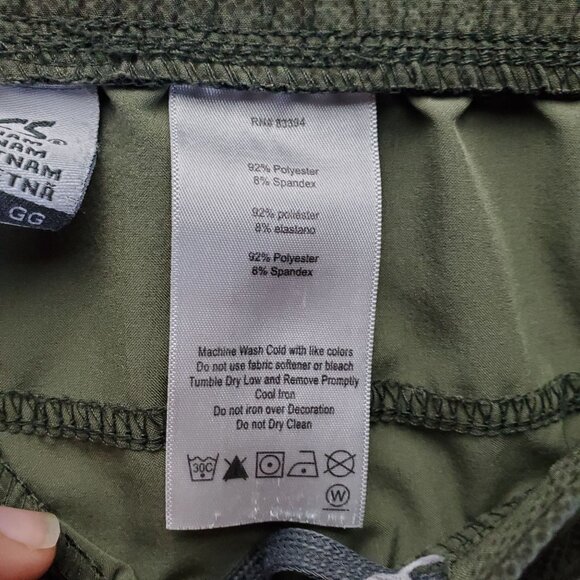 NAM
TNAM
ETNÃ
GG
RN# 83394
92% Polyester
8% Spandex
92% poliéster
8% elastano
92% Polyester
8% Spandex
Machine Wash Cold with like colors
Do not use fabric softener or bleach
Tumble Dry Low and Remove Promptly
Cool Iron
Do not iron over Decoration
Do not Dry Clean
30C
W